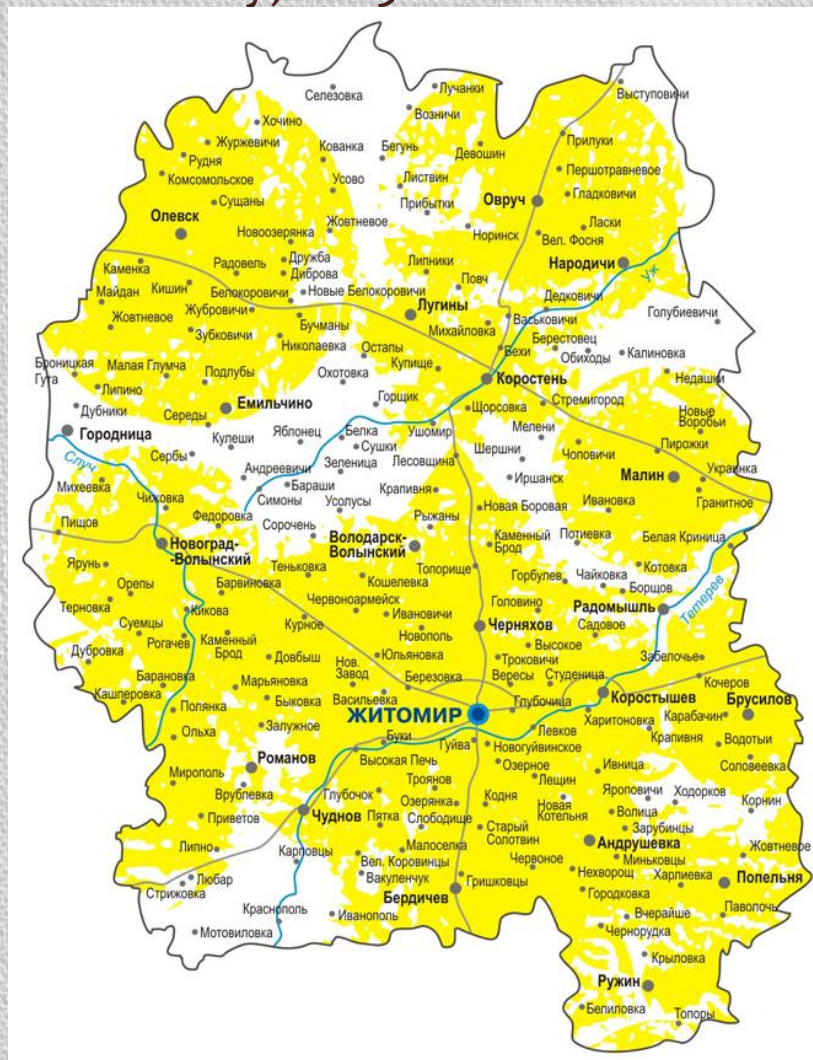 Селезовка
Лучанки
Возничи
Выступовичи
Хочино
Журжевичи
Кованка
Бегунь
Девошин
Прилуки
Рудня
Комсомольское
Усово
Листвин
Першотравневое
Сущаны
Прибытки
Овруч
Гладковичи
Олевск
Новоозерянка
Жовтневое
Норинск
Вел. Фосня
Ласки
Каменка
Радовель
Дружба
Диброва
Липники
Повч
Народичи
Уж
Майдан
Кишин
Белокоровичи
Новые Белокоровичи
Дедковичи
Жовтневое
Жубровичи
Бучманы
Лугины
Васьковичи
Голубиевичи
Зубковичи
Николаевка
Михайловка
Берестовец
Остапы
Бехи
Обиходы
Калиновка
Броницкая
Гута
Малая Глумча
Подлубы
Охотовка
Купище
Коростень
Недашки
Липино
Емильчино
Горщик
Щорсовка
Стремигород
Дубники
Середы
Новые
Воробьи
Городница
Кулеши
Яблонец
Белка
Ушомир
Мелени
Сушки
Шершни
Чоповичи
Пирожки
Случ
Сербы
Зеленица
Лесовщина
Андреевичи
Иршанск
Малин
Украинка
Михеевка
Бараши
Крапивня
Гранитное
Чижовка
Симоны
Усолусы
Новая Боровая
Ивановка
Пищов
Федоровка
Сорочень
Рыжаны
Новоград-
-Волынский
Володарск-
Волынский
Каменный
Брод
Потиевка
Белая Криница
Ярунь
Теньковка
Топорище
Котовка
Орепы
Барвиновка
Кошелевка
Горбулев
Чайковка
Борщов
Терновка
Червоноармейск
Головино
Радомышль
Тетерев
Кикова
Ивановичи
Суемцы
Курное
Новополь
Черняхов
Садовое
Рогачев
Каменный
Брод
Высокое
Дубровка
Довбыш
Юльяновка
Троковичи
Забелочье
Барановка
Нов.
Завод
Березовка
Вересы
Студеница
Кочеров
Кашперовка
Марьяновка
Васильевка
Коростышев
Брусилов
Полянка
Быковка
ЖИТОМИР
Глубочица
Харитоновка
Карабачин
Ольха
Залужное
Буки
Гуйва
Левков
Крапивня
Водотыи
Романов
Высокая Печь
Новогуйвинское
Соловеевка
Мирополь
Троянов
Озерное
Ивница
Врублевка
Глубочок
Озерянка
Кодня
Лещин
Яроповичи
Ходорков
Корнин
Приветов
Чуднов
Пятка
Слободище
Новая
Котельня
Волица
Старый
Солотвин
Зарубинцы
Андрушевка
Липно
Карповцы
Малоселка
Жовтневое
Вел. Коровинцы
Червоное
Миньковцы
Любар
Вакуленчук
Гришковцы
Нехворощ
Харлиевка
Попельня
Стрижовка
Бердичев
Городковка
Краснополь
Иванополь
Вчерайше
Паволочь
Мотовиловка
Чернорудка
Крыловка
Ружин
Белиловка
Топоры